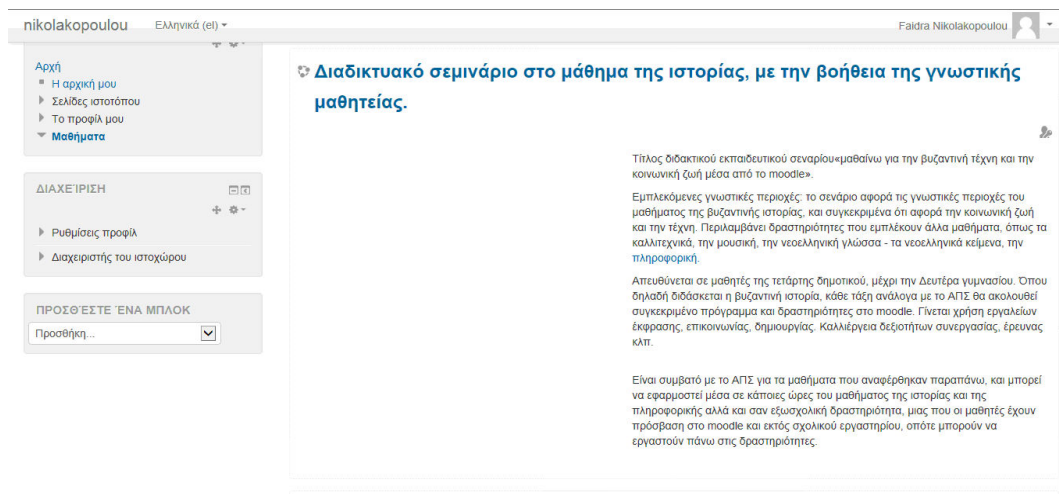 nikolakopoulou Ελληνικά (el)
Faidra Nikolakopoulou
Αρχή
Η αρχική μου
Σελίδες ιστοτόπου
Το προφίλ μου
Μαθήματα
ΔΙΑΧΕΊΡΙΣΗ
Ρυθμίσεις προφίλ
Διαχειριστής του ιστοχώρου
ΠΡΟΣΘΈΣΤΕ ΈΝΑ ΜΠΛΟΚ
Προσθήκη...
Διαδικτυακό σεμινάριο στο μάθημα της ιστορίας, με την βοήθεια της γνωστικής
μαθητείας.
Τίτλος διδακτικού εκπαιδευτικού σεναρίου«μαθαίνω για την βυζαντινή τέχνη και την
κοινωνική ζωή μέσα από το moodle».
Εμπλεκόμενες γνωστικές περιοχές: το σενάριο αφορά τις γνωστικές περιοχές του
μαθήματος της βυζαντινής ιστορίας, και συγκεκριμένα ότι αφορά την κοινωνική ζωή
και την τέχνη. Περιλαμβάνει δραστηριότητες που εμπλέκουν άλλα μαθήματα, όπως τα
καλλιτεχνικά, την μουσική, την νεοελληνική γλώσσα - τα νεοελληνικά κείμενα, την
πληροφορική.
Απευθύνεται σε μαθητές της τετάρτης δημοτικού, μέχρι την Δευτέρα γυμνασίου. Όπου
δηλαδή διδάσκεται η βυζαντινή ιστορία, κάθε τάξη ανάλογα με το ΑΠΣ θα ακολουθεί
συγκεκριμένο πρόγραμμα και δραστηριότητες στο moodle. Γίνεται χρήση εργαλείων
έκφρασης, επικοινωνίας, δημιουργίας. Καλλιέργεια δεξιοτήτων συνεργασίας, έρευνας
κλπ.
Είναι συμβατό με το ΑΠΣ για τα μαθήματα που αναφέρθηκαν παραπάνω, και μπορεί
να εφαρμοστεί μέσα σε κάποιες ώρες του μαθήματος της ιστορίας και της
πληροφορικής αλλά και σαν εξωσχολική δραστηριότητα, μιας που οι μαθητές έχουν
πρόσβαση στο moodle και εκτός σχολικού εργαστηρίου, οπότε μπορούν να
εργαστούν πάνω στις δραστηριότητες.